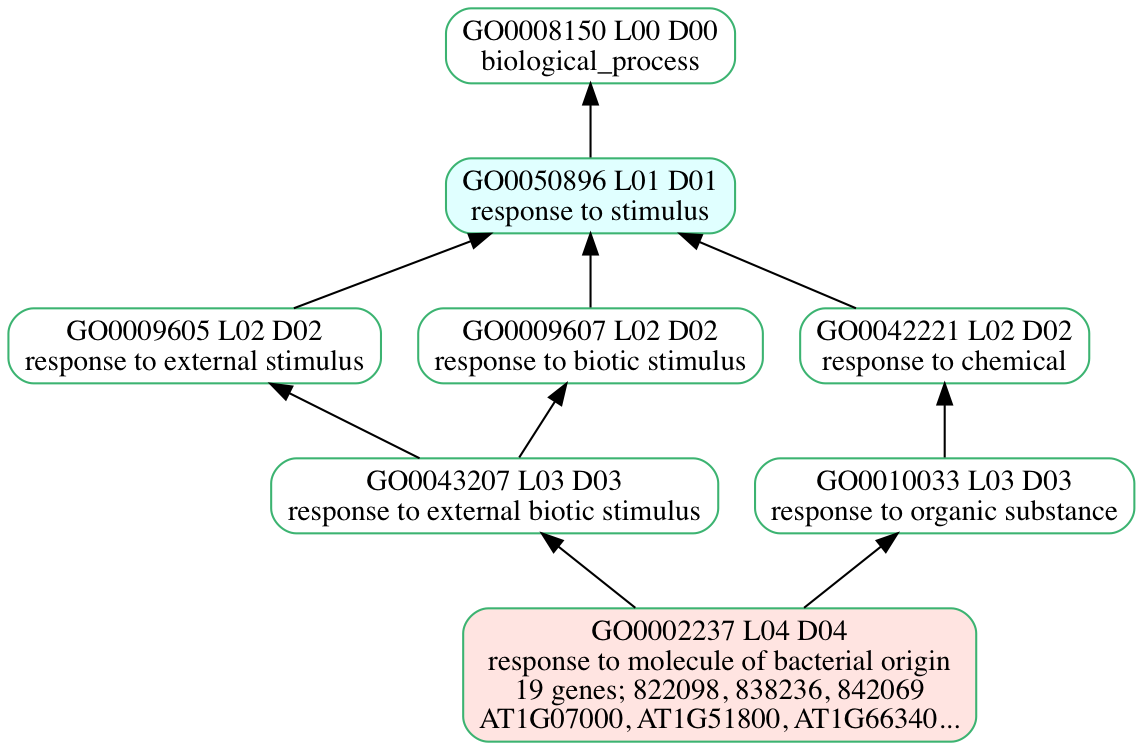 GO0008150 L00 D00
biological_process
GO0050896 L01 D01
response to stimulus
GO0009605 L02 D02
response to external stimulus
GO0009607 L02 D02
response to biotic stimulus
GO0042221 L02 D02
response to chemical
GO0043207 L03 D03
response to external biotic stimulus
GO0010033 L03 D03
response to organic substance
GO0002237 L04 D04
response to molecule of bacterial origin
19 genes; 822098, 838236, 842069
AT1G07000, AT1G51800, AT1G66340...